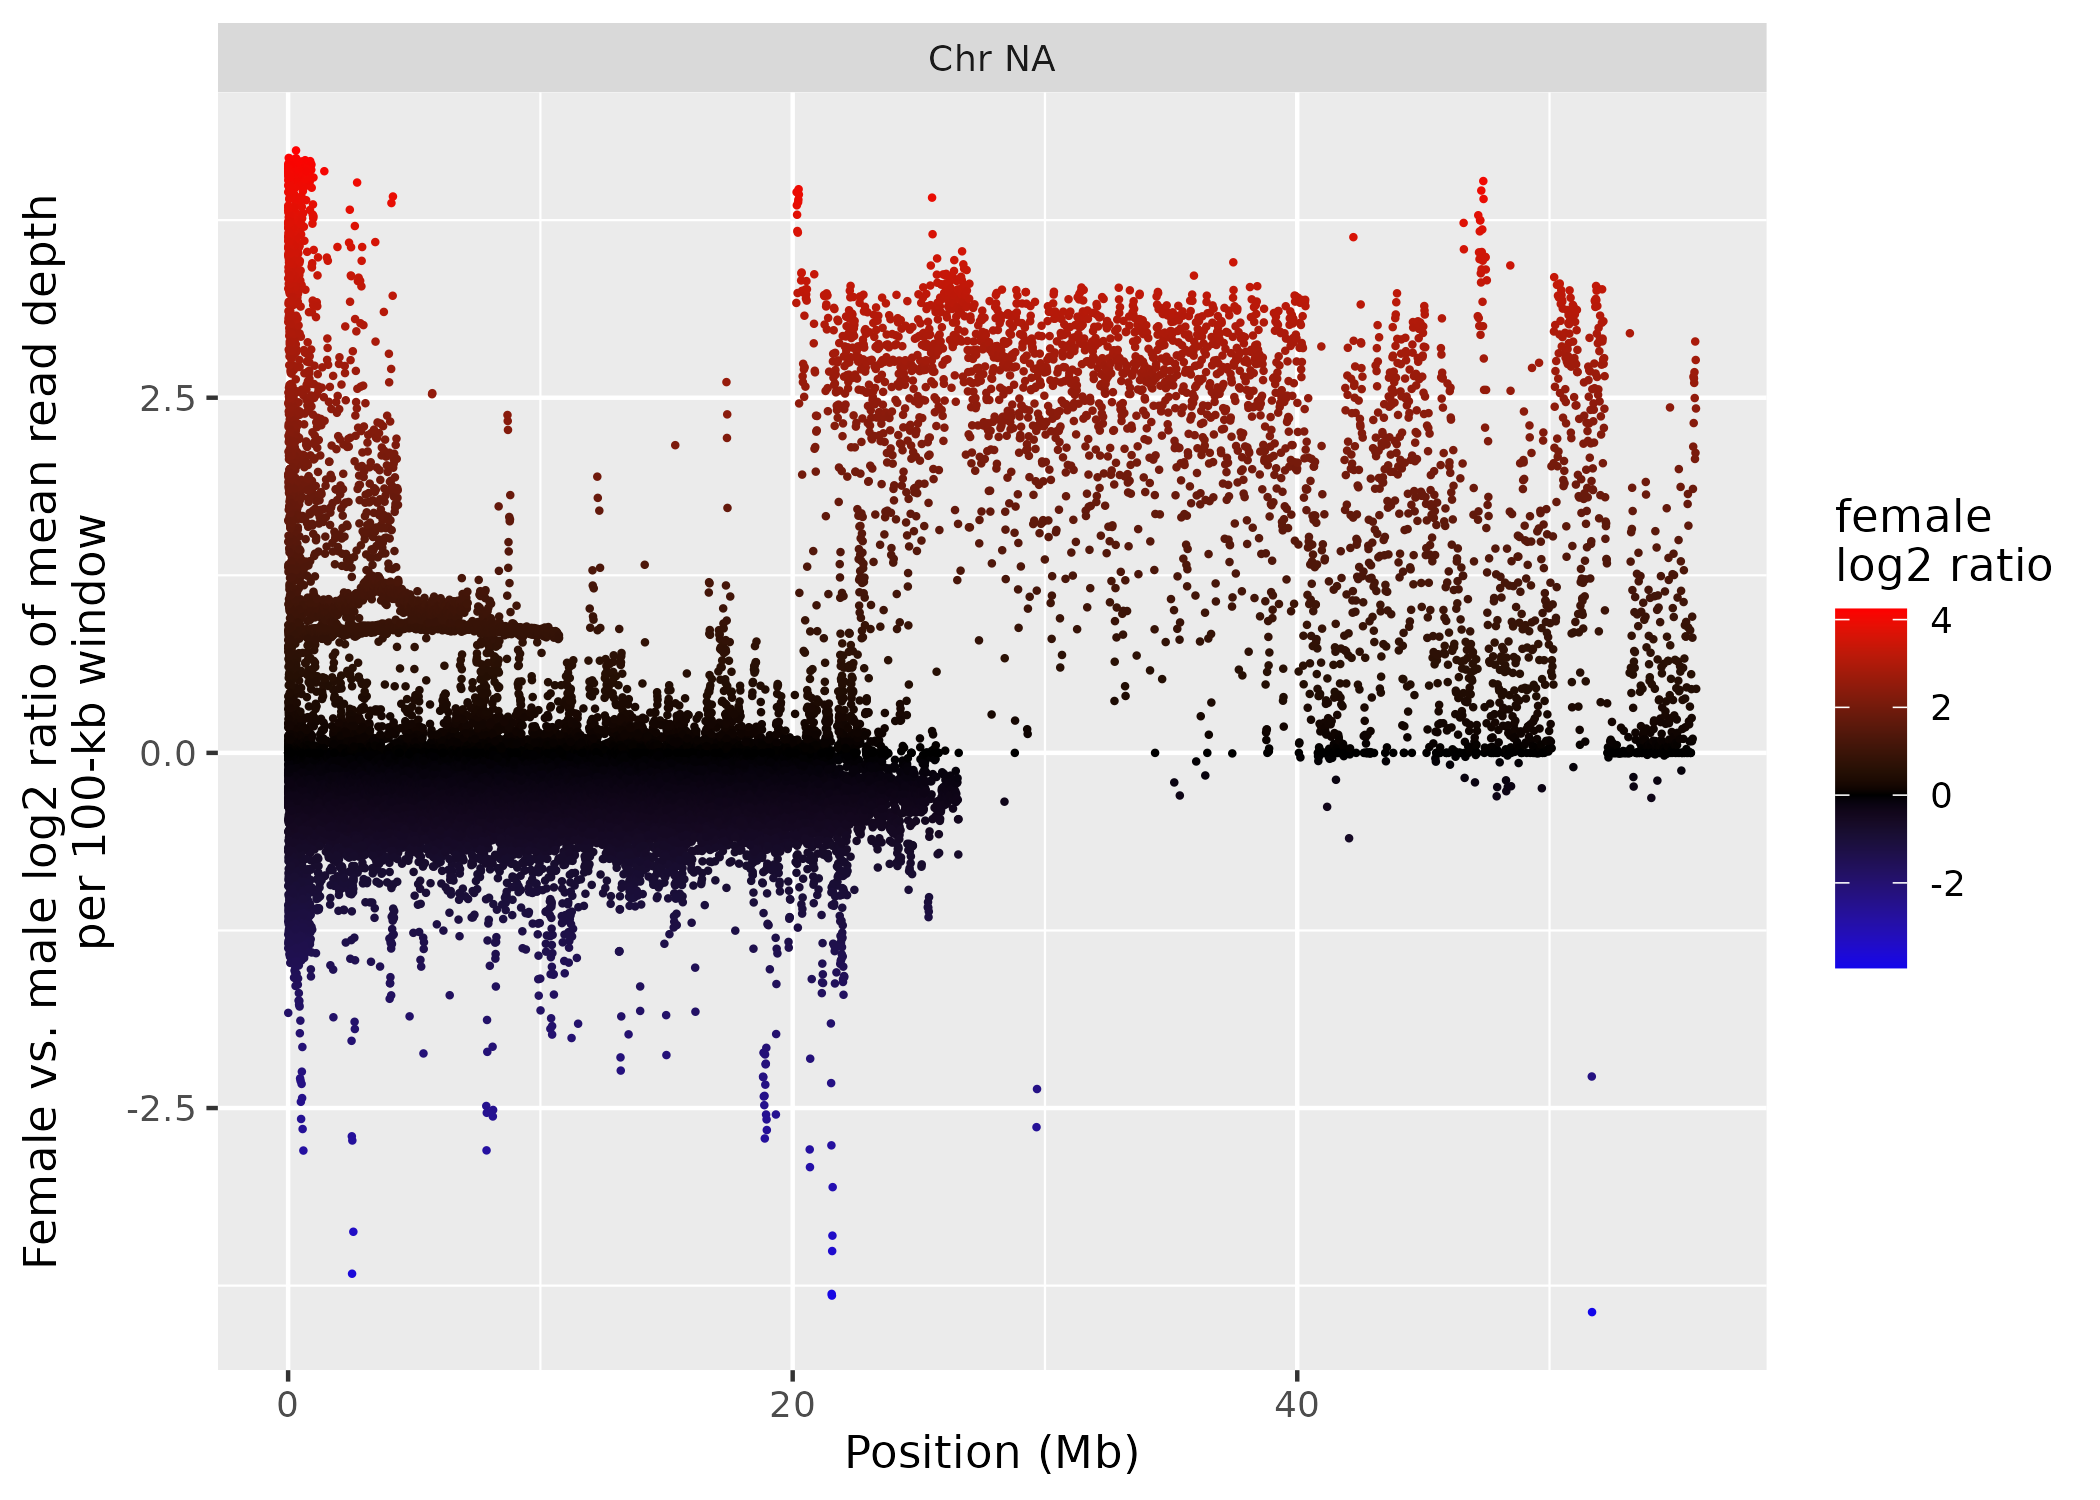 Chr NA
Female vs. male log2 ratio of mean read depth
per 100-kb window
2.5
0.0
-2.5
0
20
40
Position (Mb)
female
log2 ratio
4
2
0
-2